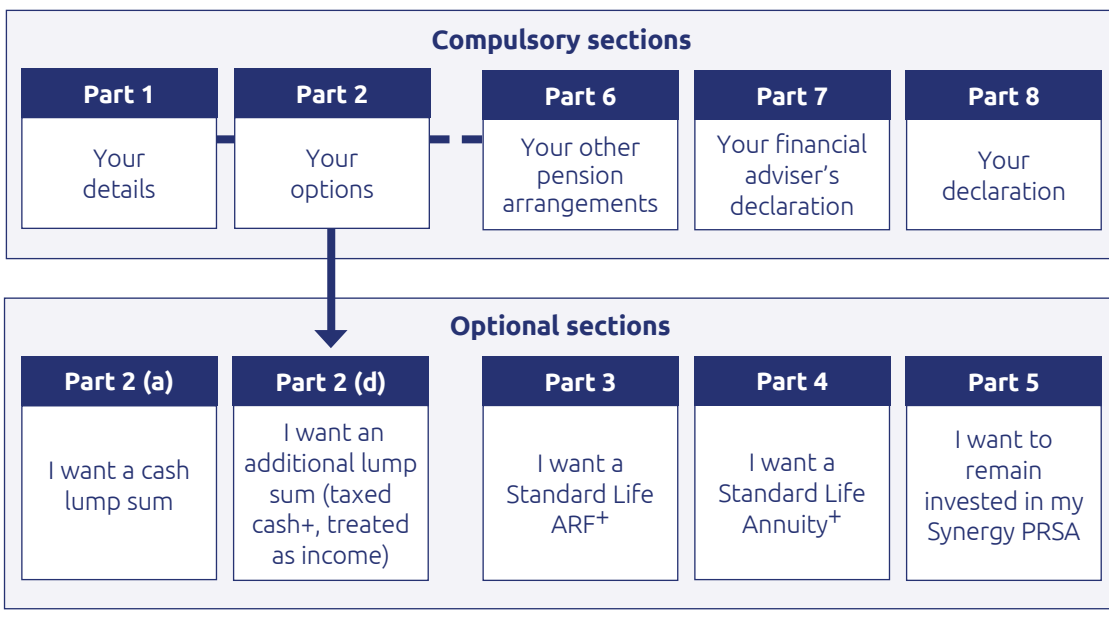 Compulsory sections
Part 1
Your
details
Part 2
Your
options
Part 6
Your other
pension
arrangements
Part 7
Your financial
adviser’s
declaration
Part 8
Your
declaration
Optional sections
Part 2 (a)
I want a cash
lump sum
Part 2 (d)
I want an
additional lump
sum (taxed
cash+, treated
as income)
Part 3
I want a
Standard Life
ARF+
Part 4
I want a
Standard Life
Annuity+
Part 5
I want to
remain
invested in my
Synergy PRSA